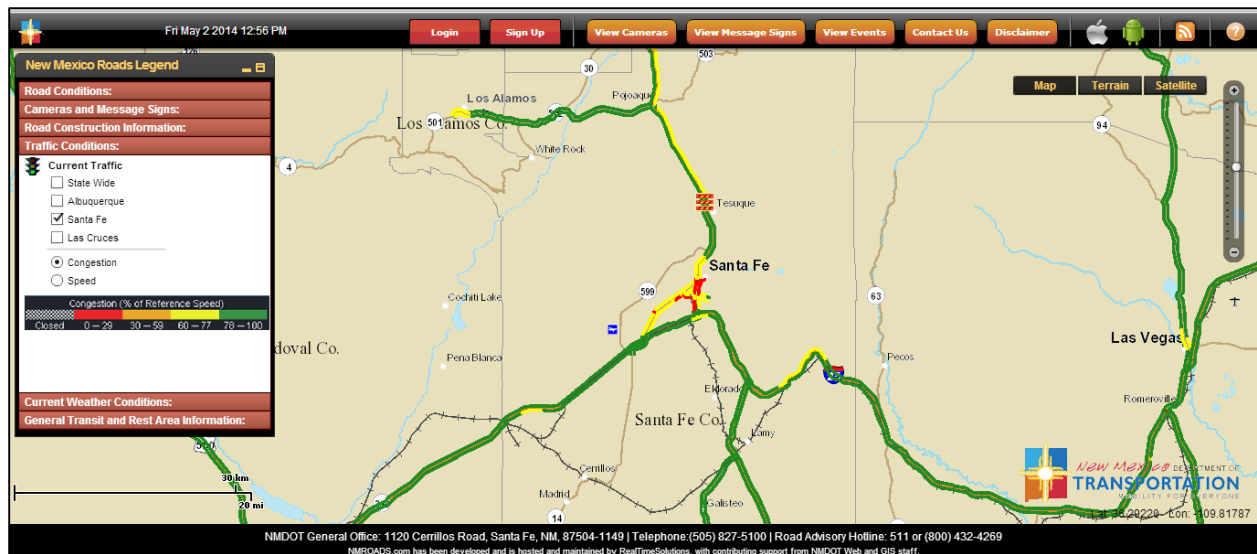 Fri May 2 2014 12:56 PM
Login
Sign Up
View Cameras
View Message Signs
View Events
Contact Us
Disclaimer
?
New Mexico Roads Legend
Road Conditions:
Cameras and Message Signs:
Road Construction Information:
Traffic Conditions:
Current Traffic
State Wide
Albuquerque
Santa Fe
Las Cruces
Congestion
Speed
Congestion (% of Reference Speed)
Closed 0 — 29 30 — 59 60 — 77 78 — 100
Current Weather Conditions:
General Transit and Rest Area Information:
Map
Terrain
Satellite
503
30
Los Alamos
Pojoaque
501
Los Alamos Co.
94
White Rock
4
Tesuque
Santa Fe
599
63
Cochiti Lake
Las Vegas
doval Co.
Pena Blanca
Pecos
Eldorado
Romeroville
Santa Fe Co.
Lamy
Cerrillos
30 km
20 mi
Madrid
Galisteo
14
New Mexico DEPARTMENT OF
TRANSPORTATION
MOBILITY FOR EVERYONE
Lon: -109.81787
NMDOT General Office: 1120 Cerrillos Road, Santa Fe, NM, 87504-1149 | Telephone:(505) 827-5100 | Road Advisory Hotline: 511 or (800) 432-4269
NMROADS.com has been developed and is hosted and maintained by RealTimeSolutions, with contributing support from NMDOT Web and GIS staff.